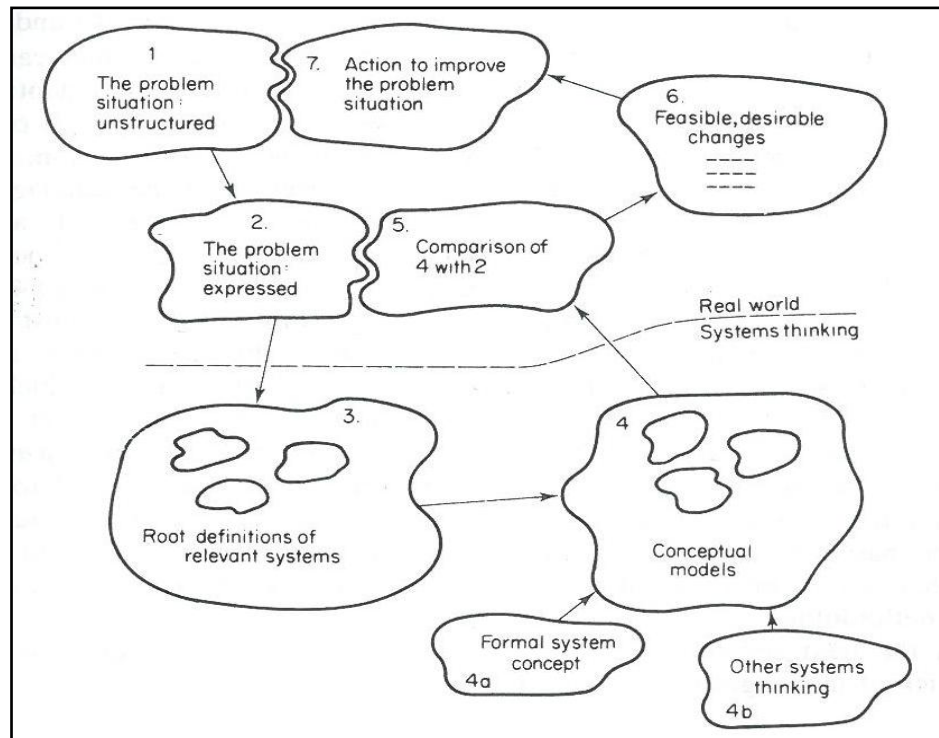 1
The problem
situation:
unstructured
7.
Action to improve
the problem
situation
6.
Feasible, desirable
changes
2.
The problem
situation:
expressed
5.
Comparison of
4 with 2
Real world
Systems thinking
3.
Root definitions of
relevant systems
4
Conceptual
models
Formal system
concept
4a
Other systems
thinking
4b